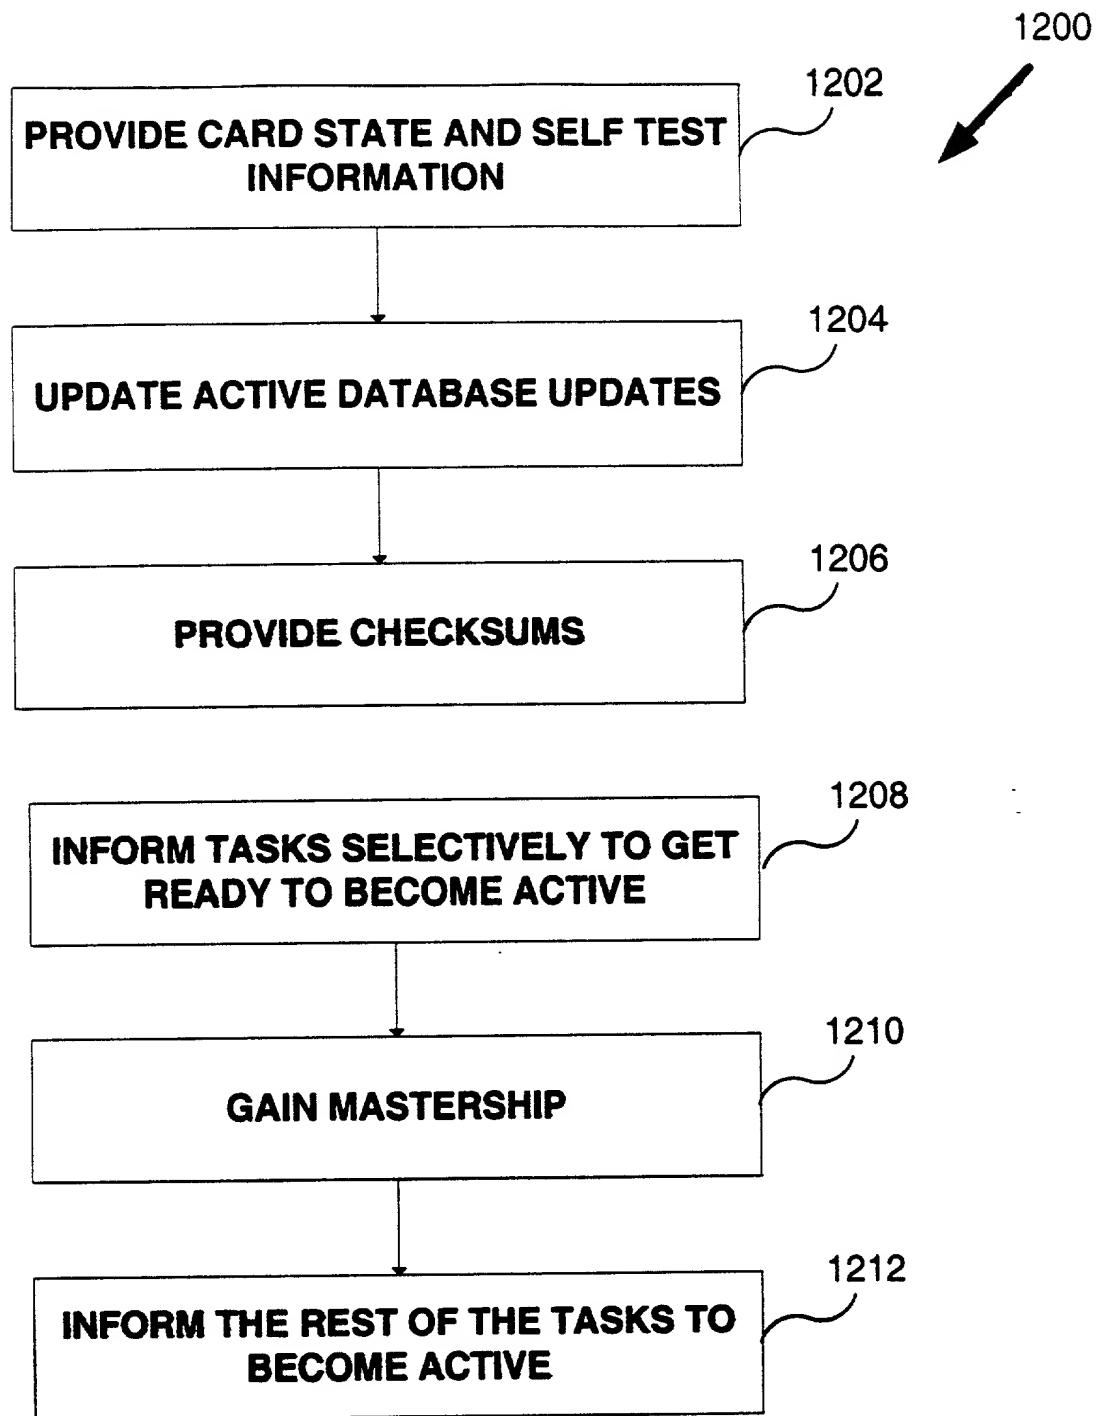 1200
1202
PROVIDE CARD STATE AND SELF TEST
INFORMATION
1204
UPDATE ACTIVE DATABASE UPDATES
1206
PROVIDE CHECKSUMS
1208
INFORM TASKS SELECTIVELY TO GET
READY TO BECOME ACTIVE
1210
GAIN MASTERSHIP
1212
INFORM THE REST OF THE TASKS TO
BECOME ACTIVE